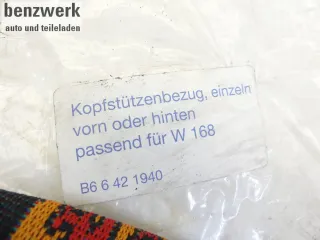 benzwerk
auto und teileladen
Kopfstützenbezug, einzeln
vorn oder hinten
passend für W 168
B6 6 42 1940